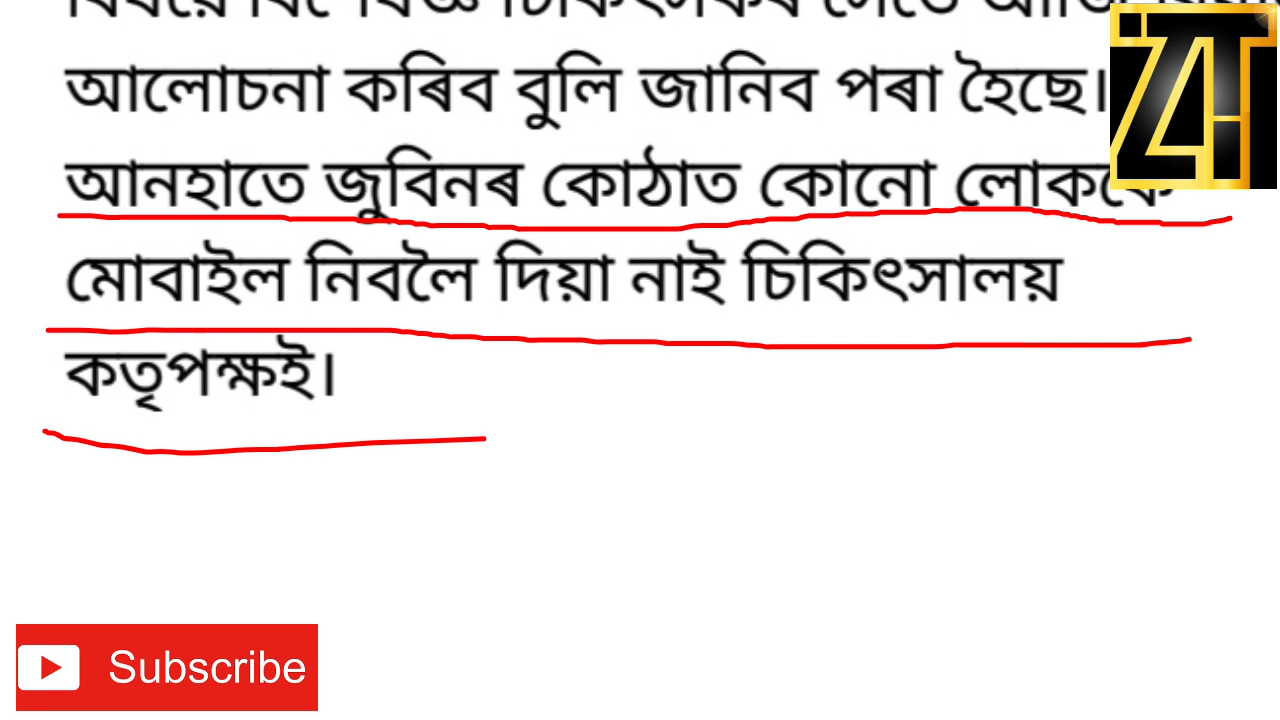 আলোচনা কৰিব বুলি জানিব পৰা হৈছে।
আনহাতে জুবিনৰ কোঠাত কোনো লোককে
মোবাইল নিবলৈ দিয়া নাই চিকিৎসালয়
কতৃপক্ষই।
Subscribe